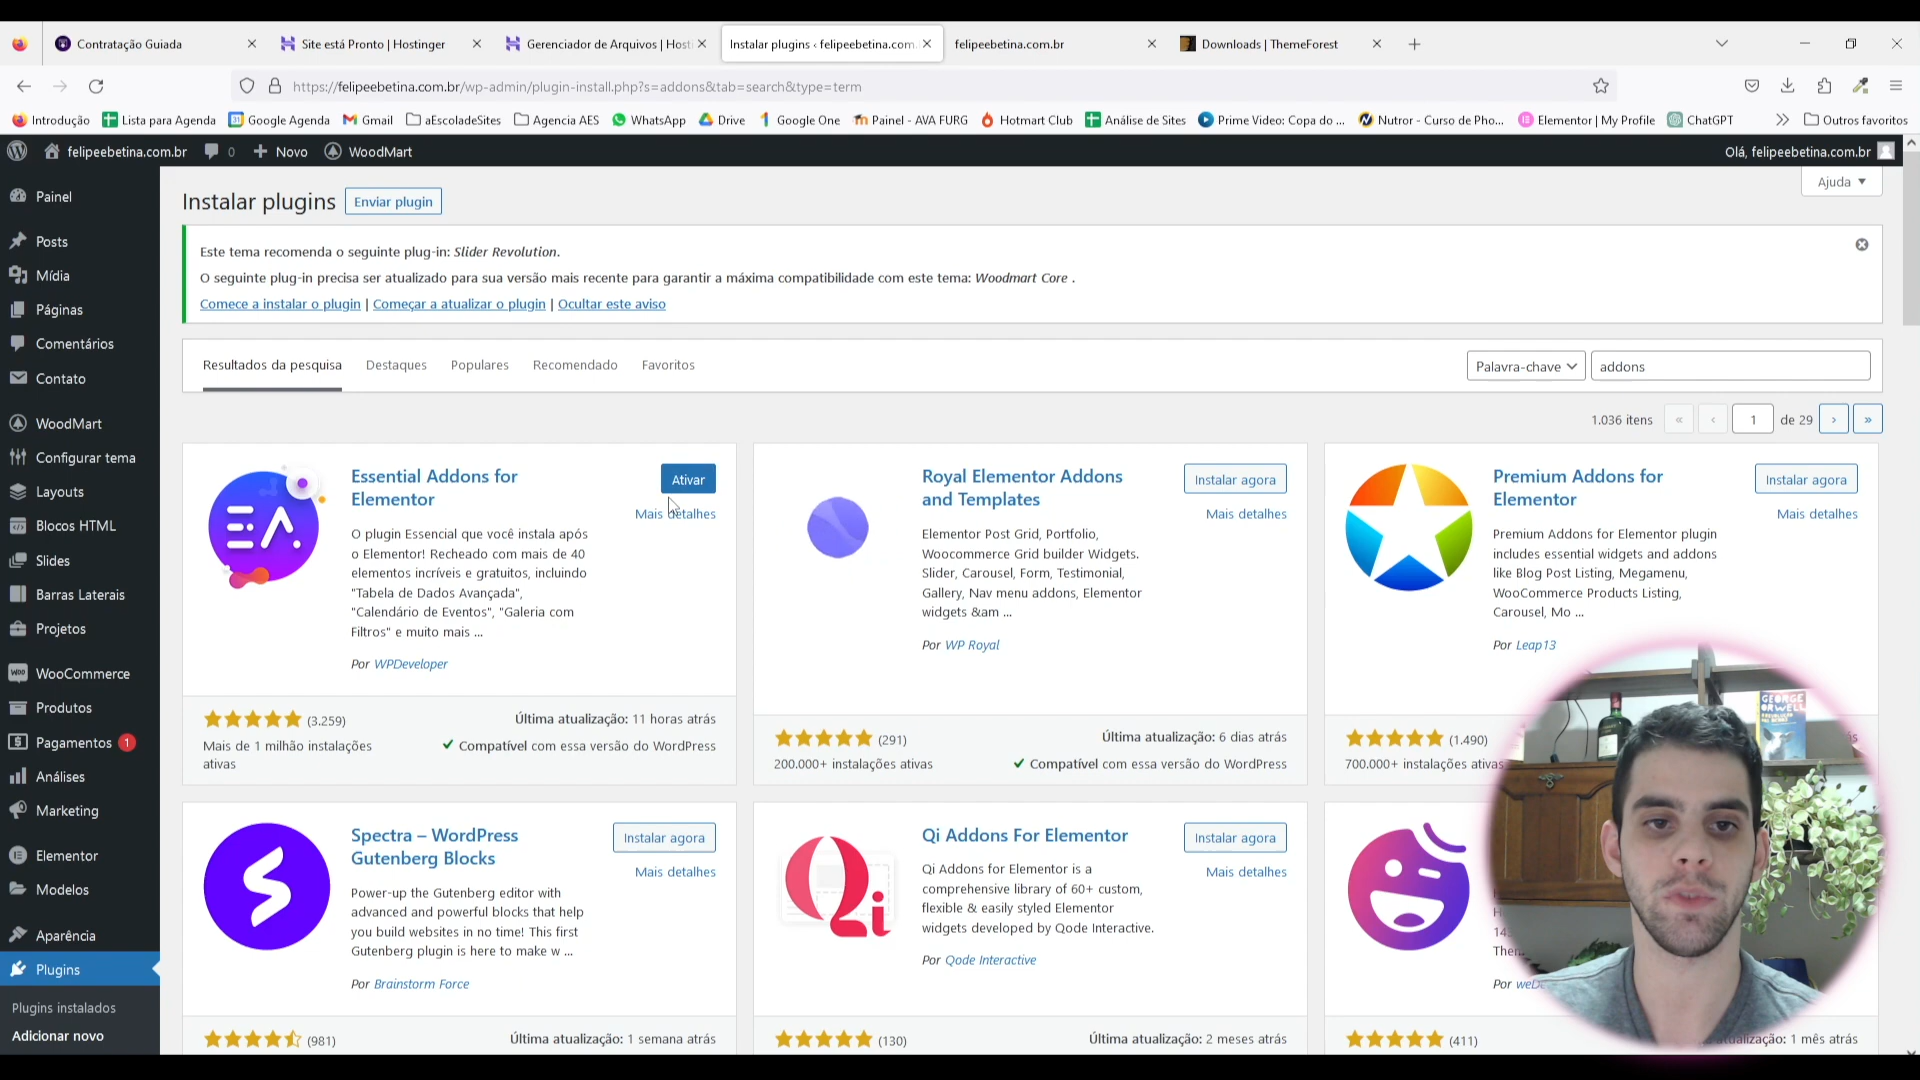 Contratação Guiada
Site está Pronto | Hostinger
Gerenciador de Arquivos | Host
Instalar plugins ‹ felipeebetina.com.
felipeebetina.com.br
Downloads | ThemeForest
https://felipeebetina.com.br/wp-admin/plugin-install.php?s=addons&tab=search&type=term
Introdução
Lista para Agenda
Google Agenda
Gmail
aEscoladeSites
Agencia AES
WhatsApp
Drive
Google One
Painel - AVA FURG
Hotmart Club
Análise de Sites
Prime Video: Copa do ...
Nutror - Curso de Pho...
Elementor | My Profile
ChatGPT
Outros favoritos
felipeebetina.com.br
0
Novo
WoodMart
Olá, felipeebetina.com.br
Painel
Posts
Mídia
Páginas
Comentários
Contato
WoodMart
Configurar tema
Layouts
Blocos HTML
Slides
Barras Laterais
Projetos
WooCommerce
Produtos
Pagamentos 1
Análises
Marketing
Elementor
Modelos
Aparência
Plugins
Plugins instalados
Adicionar novo
Ajuda
Instalar plugins
Enviar plugin
Este tema recomenda o seguinte plug-in: Slider Revolution.
O seguinte plug-in precisa ser atualizado para sua versão mais recente para garantir a máxima compatibilidade com este tema: Woodmart Core .
Comece a instalar o plugin | Começar a atualizar o plugin | Ocultar este aviso
Resultados da pesquisa
Destaques
Populares
Recomendado
Favoritos
Palavra-chave
addons
1.036 itens « ‹ 1 de 29 › »
Essential Addons for
Elementor
Ativar
Mais detalhes
O plugin Essencial que você instala após
o Elementor! Recheado com mais de 40
elementos incríveis e gratuitos, incluindo
"Tabela de Dados Avançada",
"Calendário de Eventos", "Galeria com
Filtros" e muito mais ...
Por WPDeveloper
(3.259)
Última atualização: 11 horas atrás
Mais de 1 milhão instalações
ativas
Compatível com essa versão do WordPress
Royal Elementor Addons
and Templates
Instalar agora
Mais detalhes
Elementor Post Grid, Portfolio,
Woocommerce Grid builder Widgets.
Slider, Carousel, Form, Testimonial,
Gallery, Nav menu addons, Elementor
widgets &am ...
Por WP Royal
(291)
Última atualização: 6 dias atrás
200.000+ instalações ativas
Compatível com essa versão do WordPress
Premium Addons for
Elementor
Instalar agora
Mais detalhes
Premium Addons for Elementor plugin
includes essential widgets and addons
like Blog Post Listing, Megamenu,
WooCommerce Products Listing,
Carousel, Mo ...
Por Leap13
(1.490)
700.000+ instalações ativas
GEORGE
ORWELL
Spectra – WordPress
Gutenberg Blocks
Instalar agora
Mais detalhes
Power-up the Gutenberg editor with
advanced and powerful blocks that help
you build websites in no time! This first
Gutenberg plugin is here to make w ...
Por Brainstorm Force
(981)
Última atualização: 1 semana atrás
Qi Addons For Elementor
Instalar agora
Mais detalhes
Qi Addons for Elementor is a
comprehensive library of 60+ custom,
flexible & easily styled Elementor
widgets developed by Qode Interactive.
Por Qode Interactive
(130)
Última atualização: 2 meses atrás
Por
(411)
atualização: 1 mês atrás